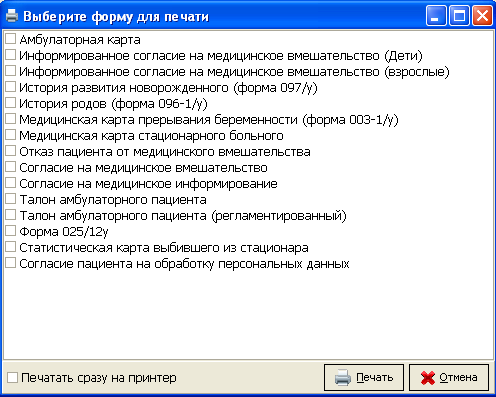 Выберите форму для печати
Амбулаторная карта
Информированное согласие на медицинское вмешательство (Дети)
Информированное согласие на медицинское вмешательство (взрослые)
История развития новорожденного (форма 097/у)
История родов (форма 096-1/у)
Медицинская карта прерывания беременности (форма 003-1/у)
Медицинская карта стационарного больного
Отказ пациента от медицинского вмешательства
Согласие на медицинское вмешательство
Согласие на медицинское информирование
Талон амбулаторного пациента
Талон амбулаторного пациента (регламентированный)
Форма 025/12у
Статистическая карта выбившего из стационара
Согласие пациента на обработку персональных данных
Печатать сразу на принтер
Печать
Отмена